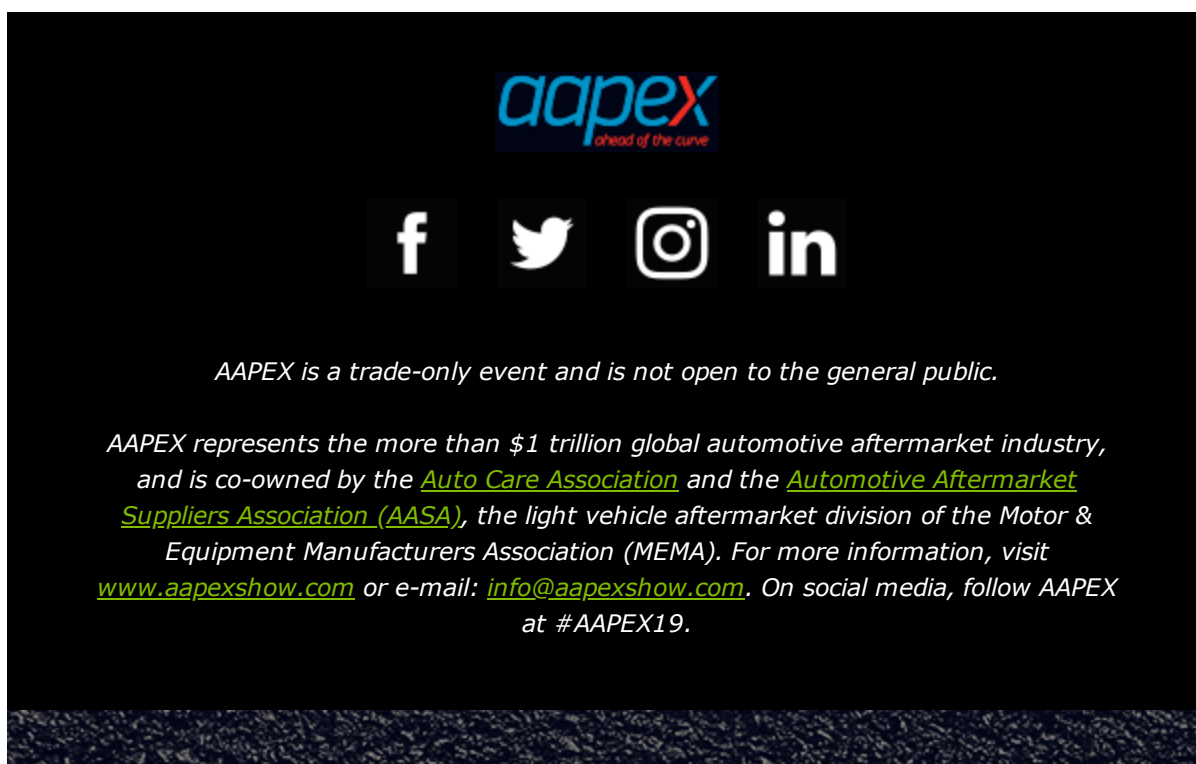 aapex
ahead of the curve
f
in
AAPEX is a trade-only event and is not open to the general public.
AAPEX represents the more than $1 trillion global automotive aftermarket industry,
and is co-owned by the Auto Care Association and the Automotive Aftermarket
Suppliers Association (AASA), the light vehicle aftermarket division of the Motor &
Equipment Manufacturers Association (MEMA). For more information, visit
www.aapexshow.com or e-mail: info@aapexshow.com. On social media, follow AAPEX
at #AAPEX19.